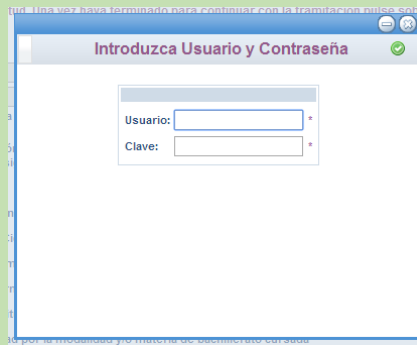 tud. Una vez haya terminado para continuar con la tramitación pulse sob
Introduzca Usuario y Contraseña
Usuario: *
Clave: *
ad por la modalidad y/o materia de bachillerato cursada